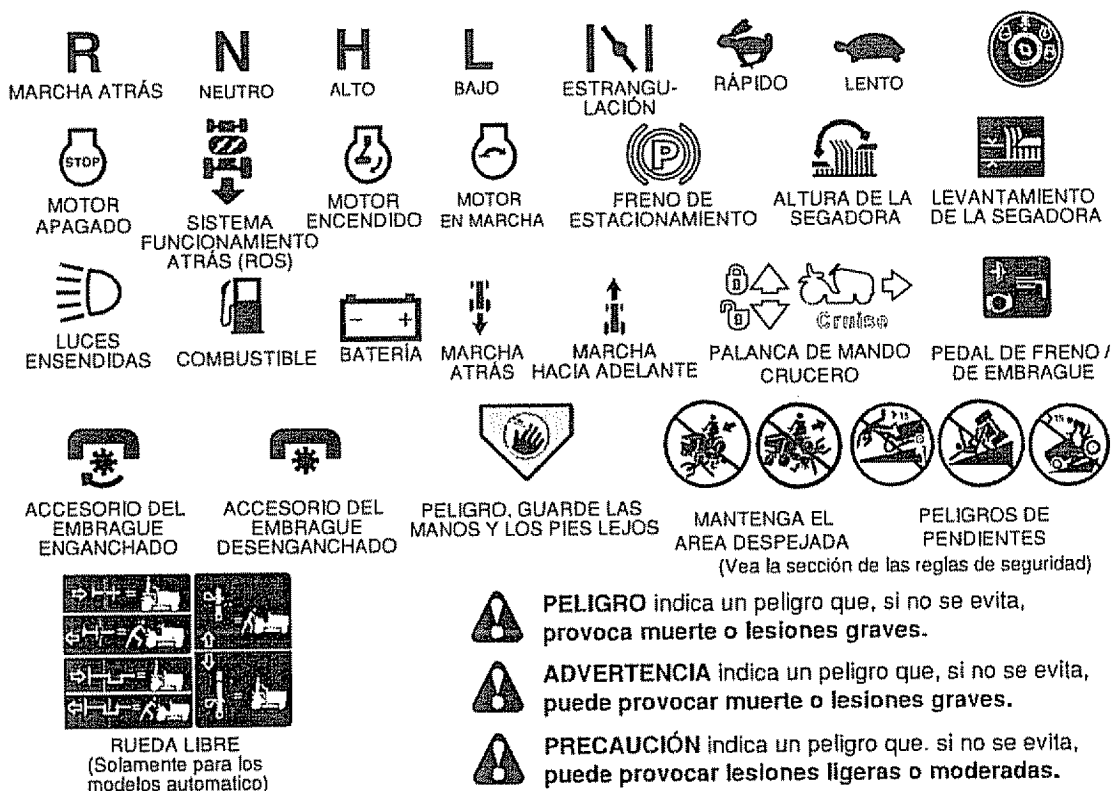 R
MARCHA ATRÁS
N
NEUTRO
H
ALTO
L
BAJO
ESTRANGU-
LACIÓN
RÁPIDO
LENTO
STOP
MOTOR
APAGADO
SISTEMA
FUNCIONAMIENTO
ATRÁS (ROS)
MOTOR
ENCENDIDO
MOTOR
EN MARCHA
P
FRENO DE
ESTACIONAMIENTO
ALTURA DE LA
SEGADORA
LEVANTAMIENTO
DE LA SEGADORA
LUCES
ENSENDIDAS
COMBUSTIBLE
- +
BATERÍA
MARCHA
ATRÁS
MARCHA
HACIA ADELANTE
Cruise
PALANCA DE MANDO
CRUCERO
PEDAL DE FRENO /
DE EMBRAGUE
ACCESORIO DEL
EMBRAGUE
ENGANCHADO
ACCESORIO DEL
EMBRAGUE
DESENGANCHADO
PELIGRO, GUARDE LAS
MANOS Y LOS PIES LEJOS
MANTENGA EL
AREA DESPEJADA
15
15
PELIGROS DE
PENDIENTES
(Vea la sección de las reglas de seguridad)
RUEDA LIBRE
(Solamente para los
modelos automatico)
PELIGRO indica un peligro que, si no se evita,
provoca muerte o lesiones graves.
ADVERTENCIA indica un peligro que, si no se evita,
puede provocar muerte o lesiones graves.
PRECAUCIÓN indica un peligro que. si no se evita,
puede provocar lesiones ligeras o moderadas.